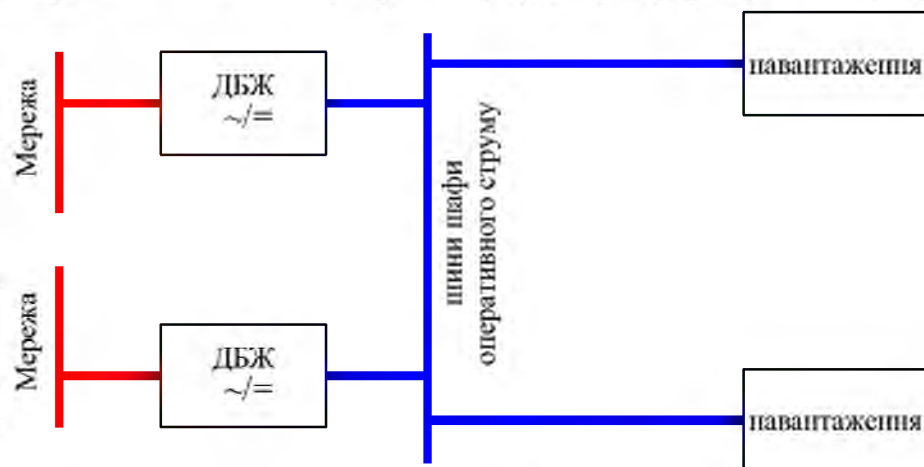 Мережа
ДБЖ
~/=
навантаження
шини шафи
оперативного струму
Мережа
ДБЖ
~/=
навантаження